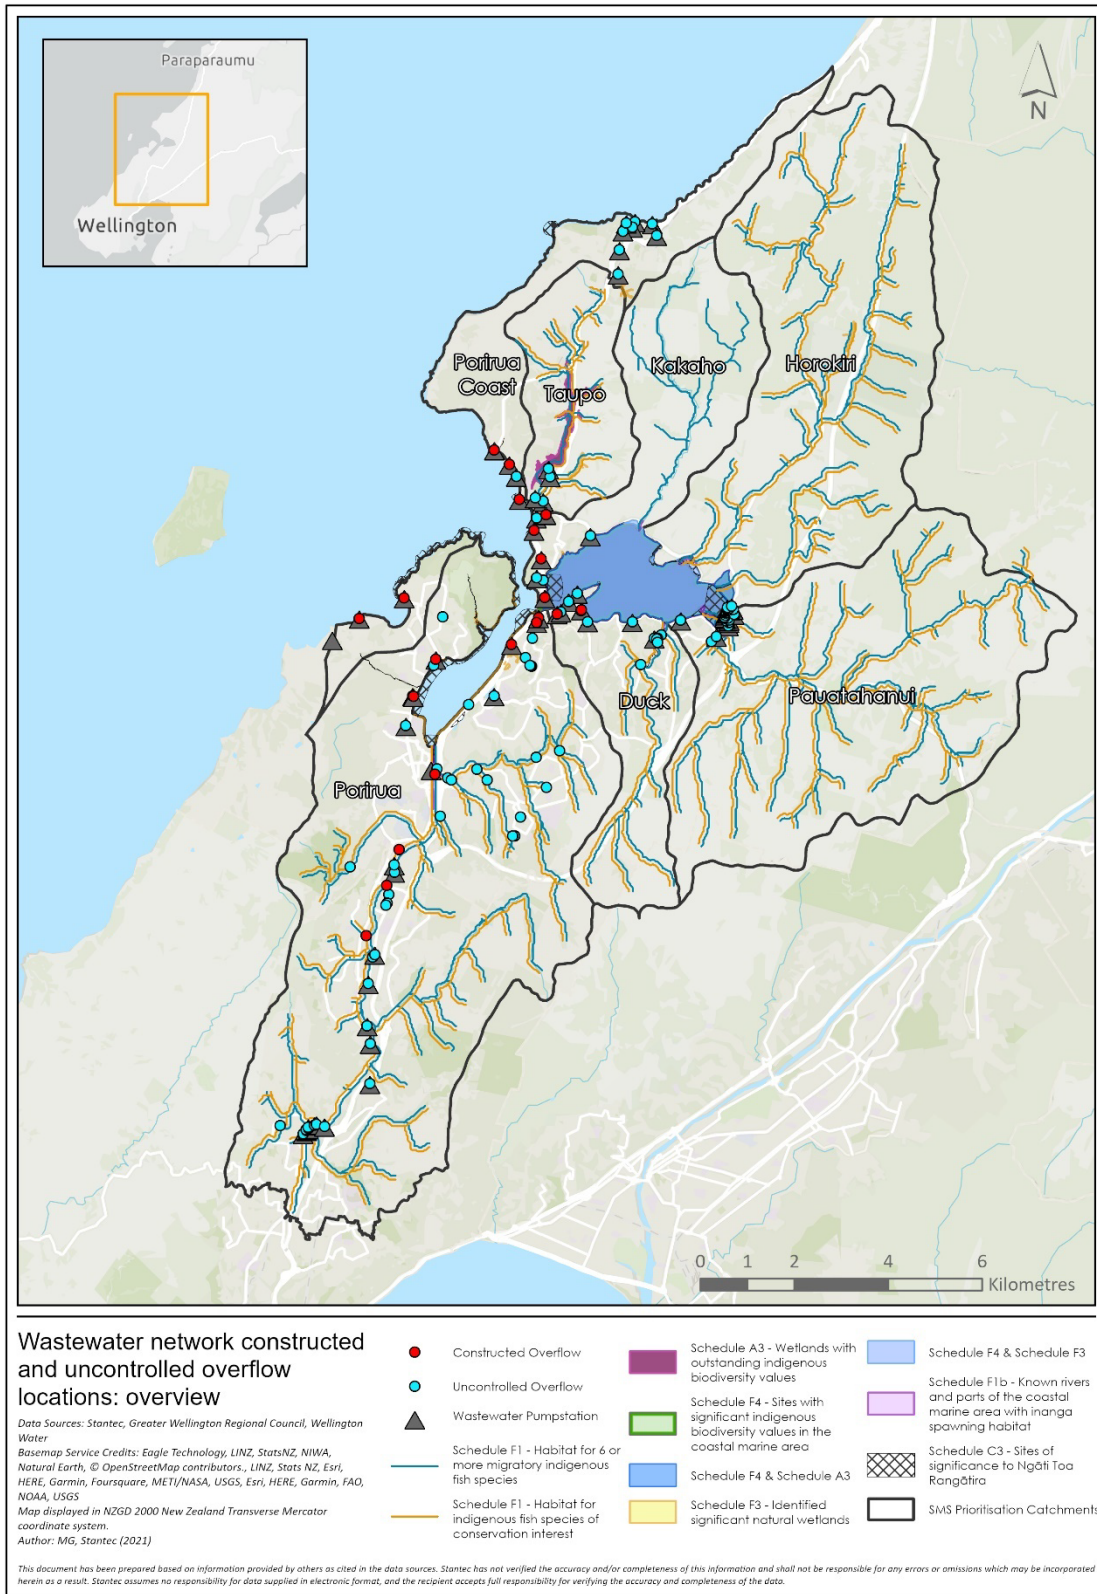 Paraparaumu
Wellington
N
Porirua
Coast
Taupo
Kakaho
Horokiri
Duck
Pauatahanui
Porirua
0 1 2 4 6
Kilometres
Wastewater network constructed
and uncontrolled overflow
locations: overview
Data Sources: Stantec, Greater Wellington Regional Council, Wellington
Water
Basemap Service Credits: Eagle Technology, LINZ, StatsNZ, NIWA,
Natural Earth, © OpenStreetMap contributors., LINZ, Stats NZ, Esri,
HERE, Garmin, Foursquare, METI/NASA, USGS, Esri, HERE, Garmin, FAO,
NOAA, USGS
Map displayed in NZGD 2000 New Zealand Transverse Mercator
coordinate system.
Author: MG, Stantec (2021)
Constructed Overflow
Uncontrolled Overflow
Wastewater Pumpstation
Schedule F1 - Habitat for 6 or
more migratory indigenous
fish species
Schedule F1 - Habitat for
indigenous fish species of
conservation interest
Schedule A3 - Wetlands with
outstanding indigenous
biodiversity values
Schedule F4 - Sites with
significant indigenous
biodiversity values in the
coastal marine area
Schedule F4 & Schedule A3
Schedule F3 - Identified
significant natural wetlands
Schedule F4 & Schedule F3
Schedule F1b - Known rivers
and parts of the coastal
marine area with inanga
spawning habitat
Schedule C3 - Sites of
significance to Ngāti Toa
Rangātira
SMS Prioritisation Catchments
This document has been prepared based on information provided by others as cited in the data sources. Stantec has not verified the accuracy and/or completeness of this information and shall not be responsible for any errors or omissions which may be incorporated
herein as a result. Stantec assumes no responsibility for data supplied in electronic format, and the recipient accepts full responsibility for verifying the accuracy and completeness of the data.